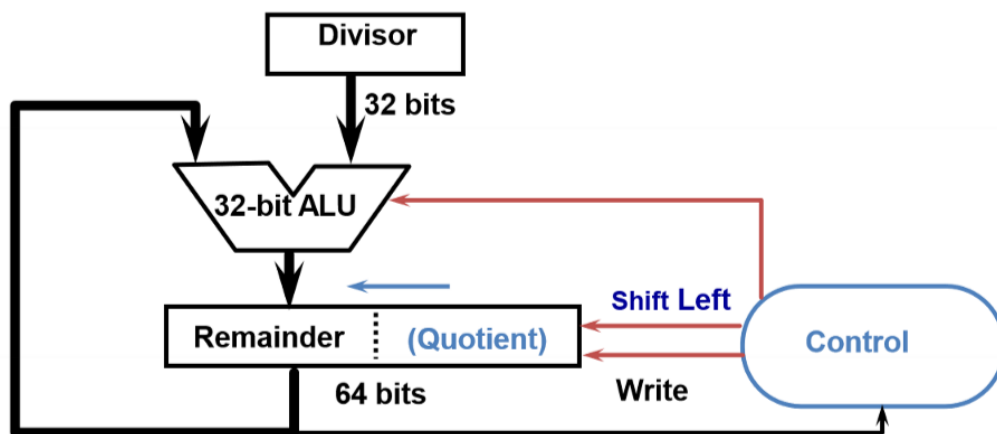 Divisor
32 bits
32-bit ALU
Shift Left
Remainder
(Quotient)
Control
64 bits
Write